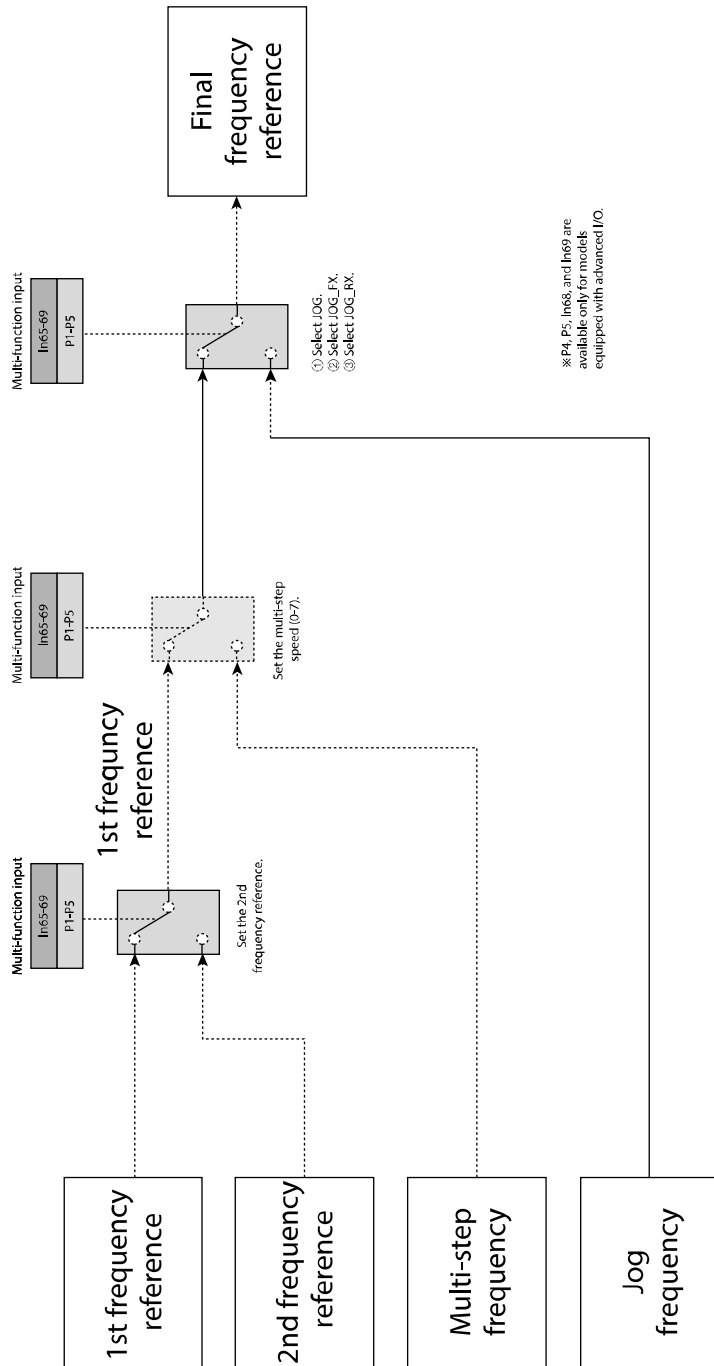 Multi-function input
In65-69
P1-P5
Multi-function input
In65-69
P1-P5
Multi-function input
In65-69
P1-P5
1st frequency
reference
1st frequncy
reference
Final
frequency
reference
2nd frequency
reference
Set the 2nd
frequency reference.
Set the multi-step
speed (0-7).
① Select JOG.
② Select JOG_FX.
③ Select JOG_RX.
Multi-step
frequency
Jog
frequency
※P4, P5, In68, and In69 are
available only for models
equipped with advanced I/O.